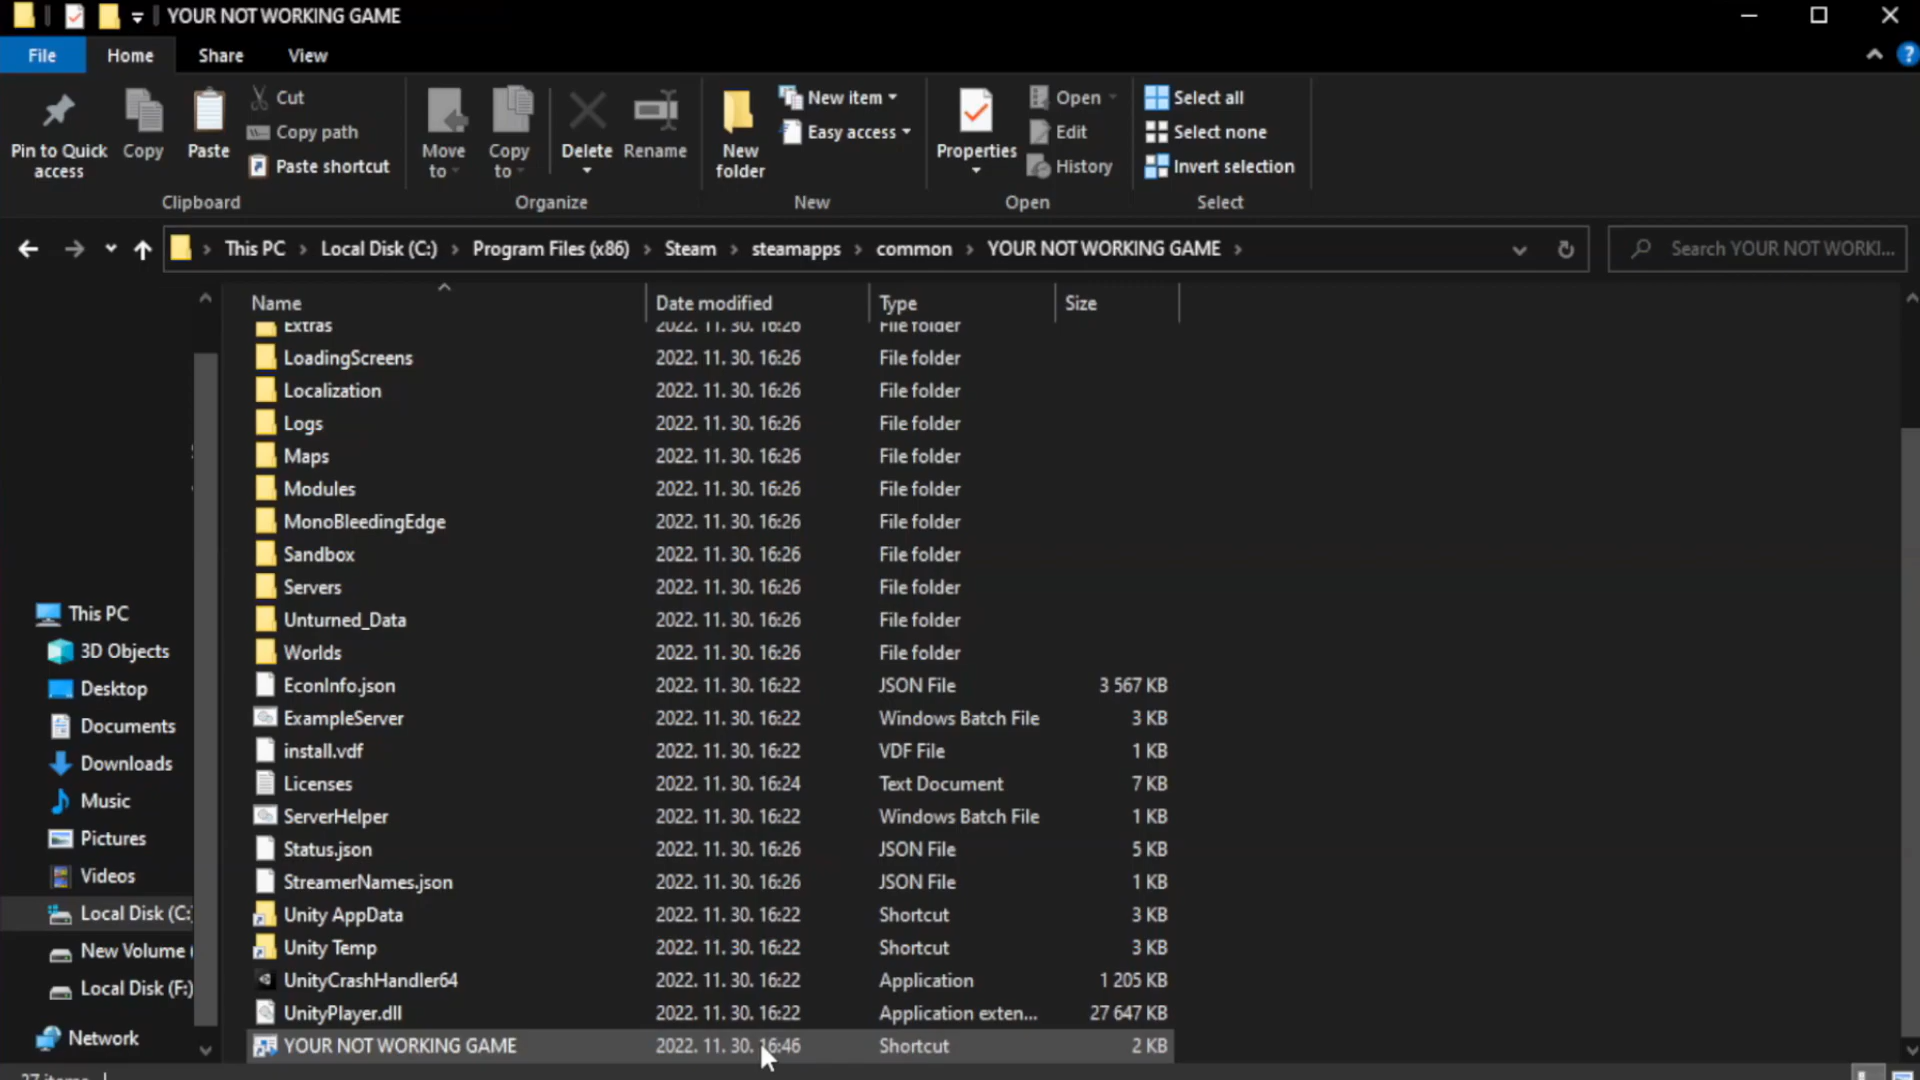 YOUR NOT WORKING GAME
File Home Share View
Pin to Quick access
Copy
Paste
Cut
Copy path
Paste shortcut
Clipboard
Move to
Copy to
Delete
Rename
Organize
New folder
New item
Easy access
New
Properties
Open
Edit
History
Open
Select all
Select none
Invert selection
Select
This PC > Local Disk (C:) > Program Files (x86) > Steam > steamapps > common > YOUR NOT WORKING GAME >
Search YOUR NOT WORKI...
This PC
3D Objects
Desktop
Documents
Downloads
Music
Pictures
Videos
Local Disk (C:)
New Volume (
Local Disk (F:)
Network
Name Date modified Type Size
Extras 2022. 11. 30. 16:26 File folder
LoadingScreens 2022. 11. 30. 16:26 File folder
Localization 2022. 11. 30. 16:26 File folder
Logs 2022. 11. 30. 16:26 File folder
Maps 2022. 11. 30. 16:26 File folder
Modules 2022. 11. 30. 16:26 File folder
MonoBleedingEdge 2022. 11. 30. 16:26 File folder
Sandbox 2022. 11. 30. 16:26 File folder
Servers 2022. 11. 30. 16:26 File folder
Unturned_Data 2022. 11. 30. 16:26 File folder
Worlds 2022. 11. 30. 16:26 File folder
EconInfo.json 2022. 11. 30. 16:22 JSON File 3 567 KB
ExampleServer 2022. 11. 30. 16:22 Windows Batch File 3 KB
install.vdf 2022. 11. 30. 16:22 VDF File 1 KB
Licenses 2022. 11. 30. 16:24 Text Document 7 KB
ServerHelper 2022. 11. 30. 16:22 Windows Batch File 1 KB
Status.json 2022. 11. 30. 16:26 JSON File 5 KB
StreamerNames.json 2022. 11. 30. 16:26 JSON File 1 KB
Unity AppData 2022. 11. 30. 16:22 Shortcut 3 KB
Unity Temp 2022. 11. 30. 16:22 Shortcut 3 KB
UnityCrashHandler64 2022. 11. 30. 16:22 Application 1 205 KB
UnityPlayer.dll 2022. 11. 30. 16:22 Application exten... 27 647 KB
YOUR NOT WORKING GAME 2022. 11. 30. 16:46 Shortcut 2 KB